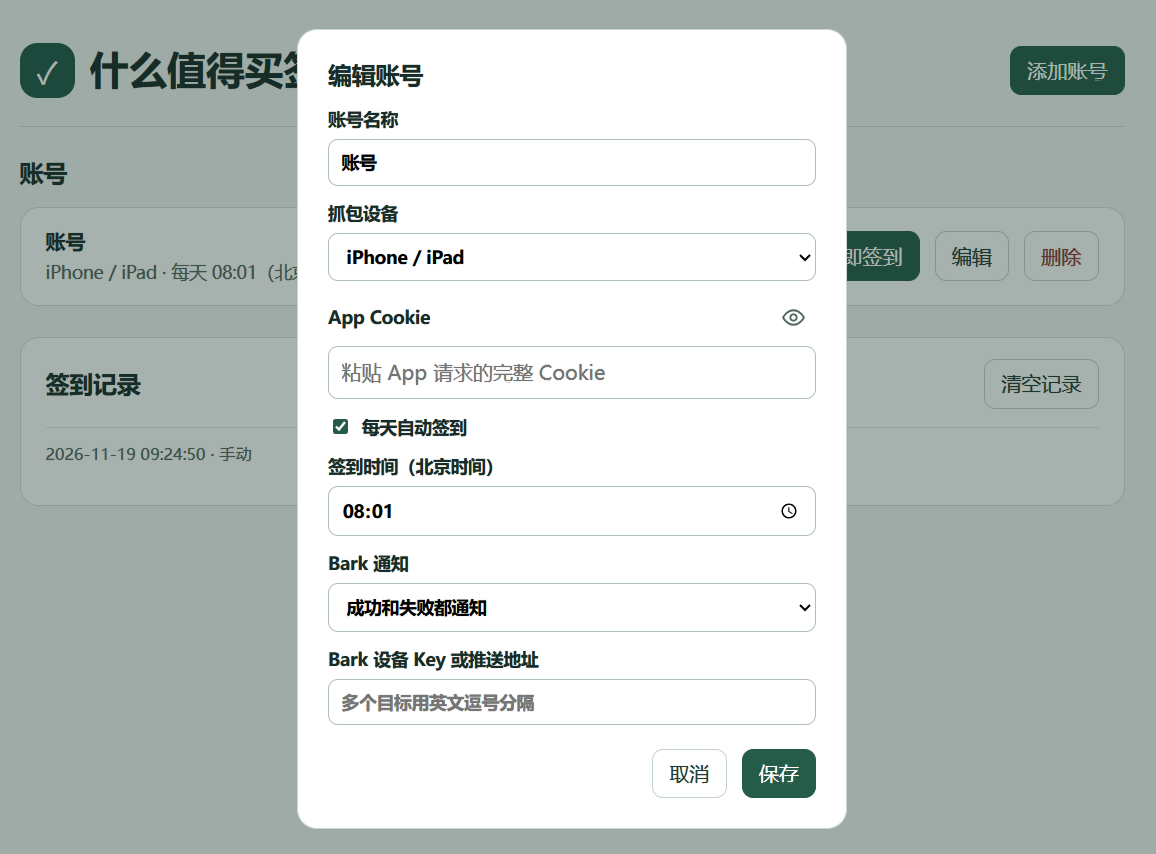 什么值得买签
添加账号
账号
账号
iPhone / iPad · 每天 08:01（北京
即签到
编辑
删除
签到记录
清空记录
2026-11-19 09:24:50 · 手动
编辑账号
账号名称
账号
抓包设备
iPhone / iPad
App Cookie
粘贴 App 请求的完整 Cookie
每天自动签到
签到时间（北京时间）
08:01
Bark 通知
成功和失败都通知
Bark 设备 Key 或推送地址
多个目标用英文逗号分隔
取消
保存